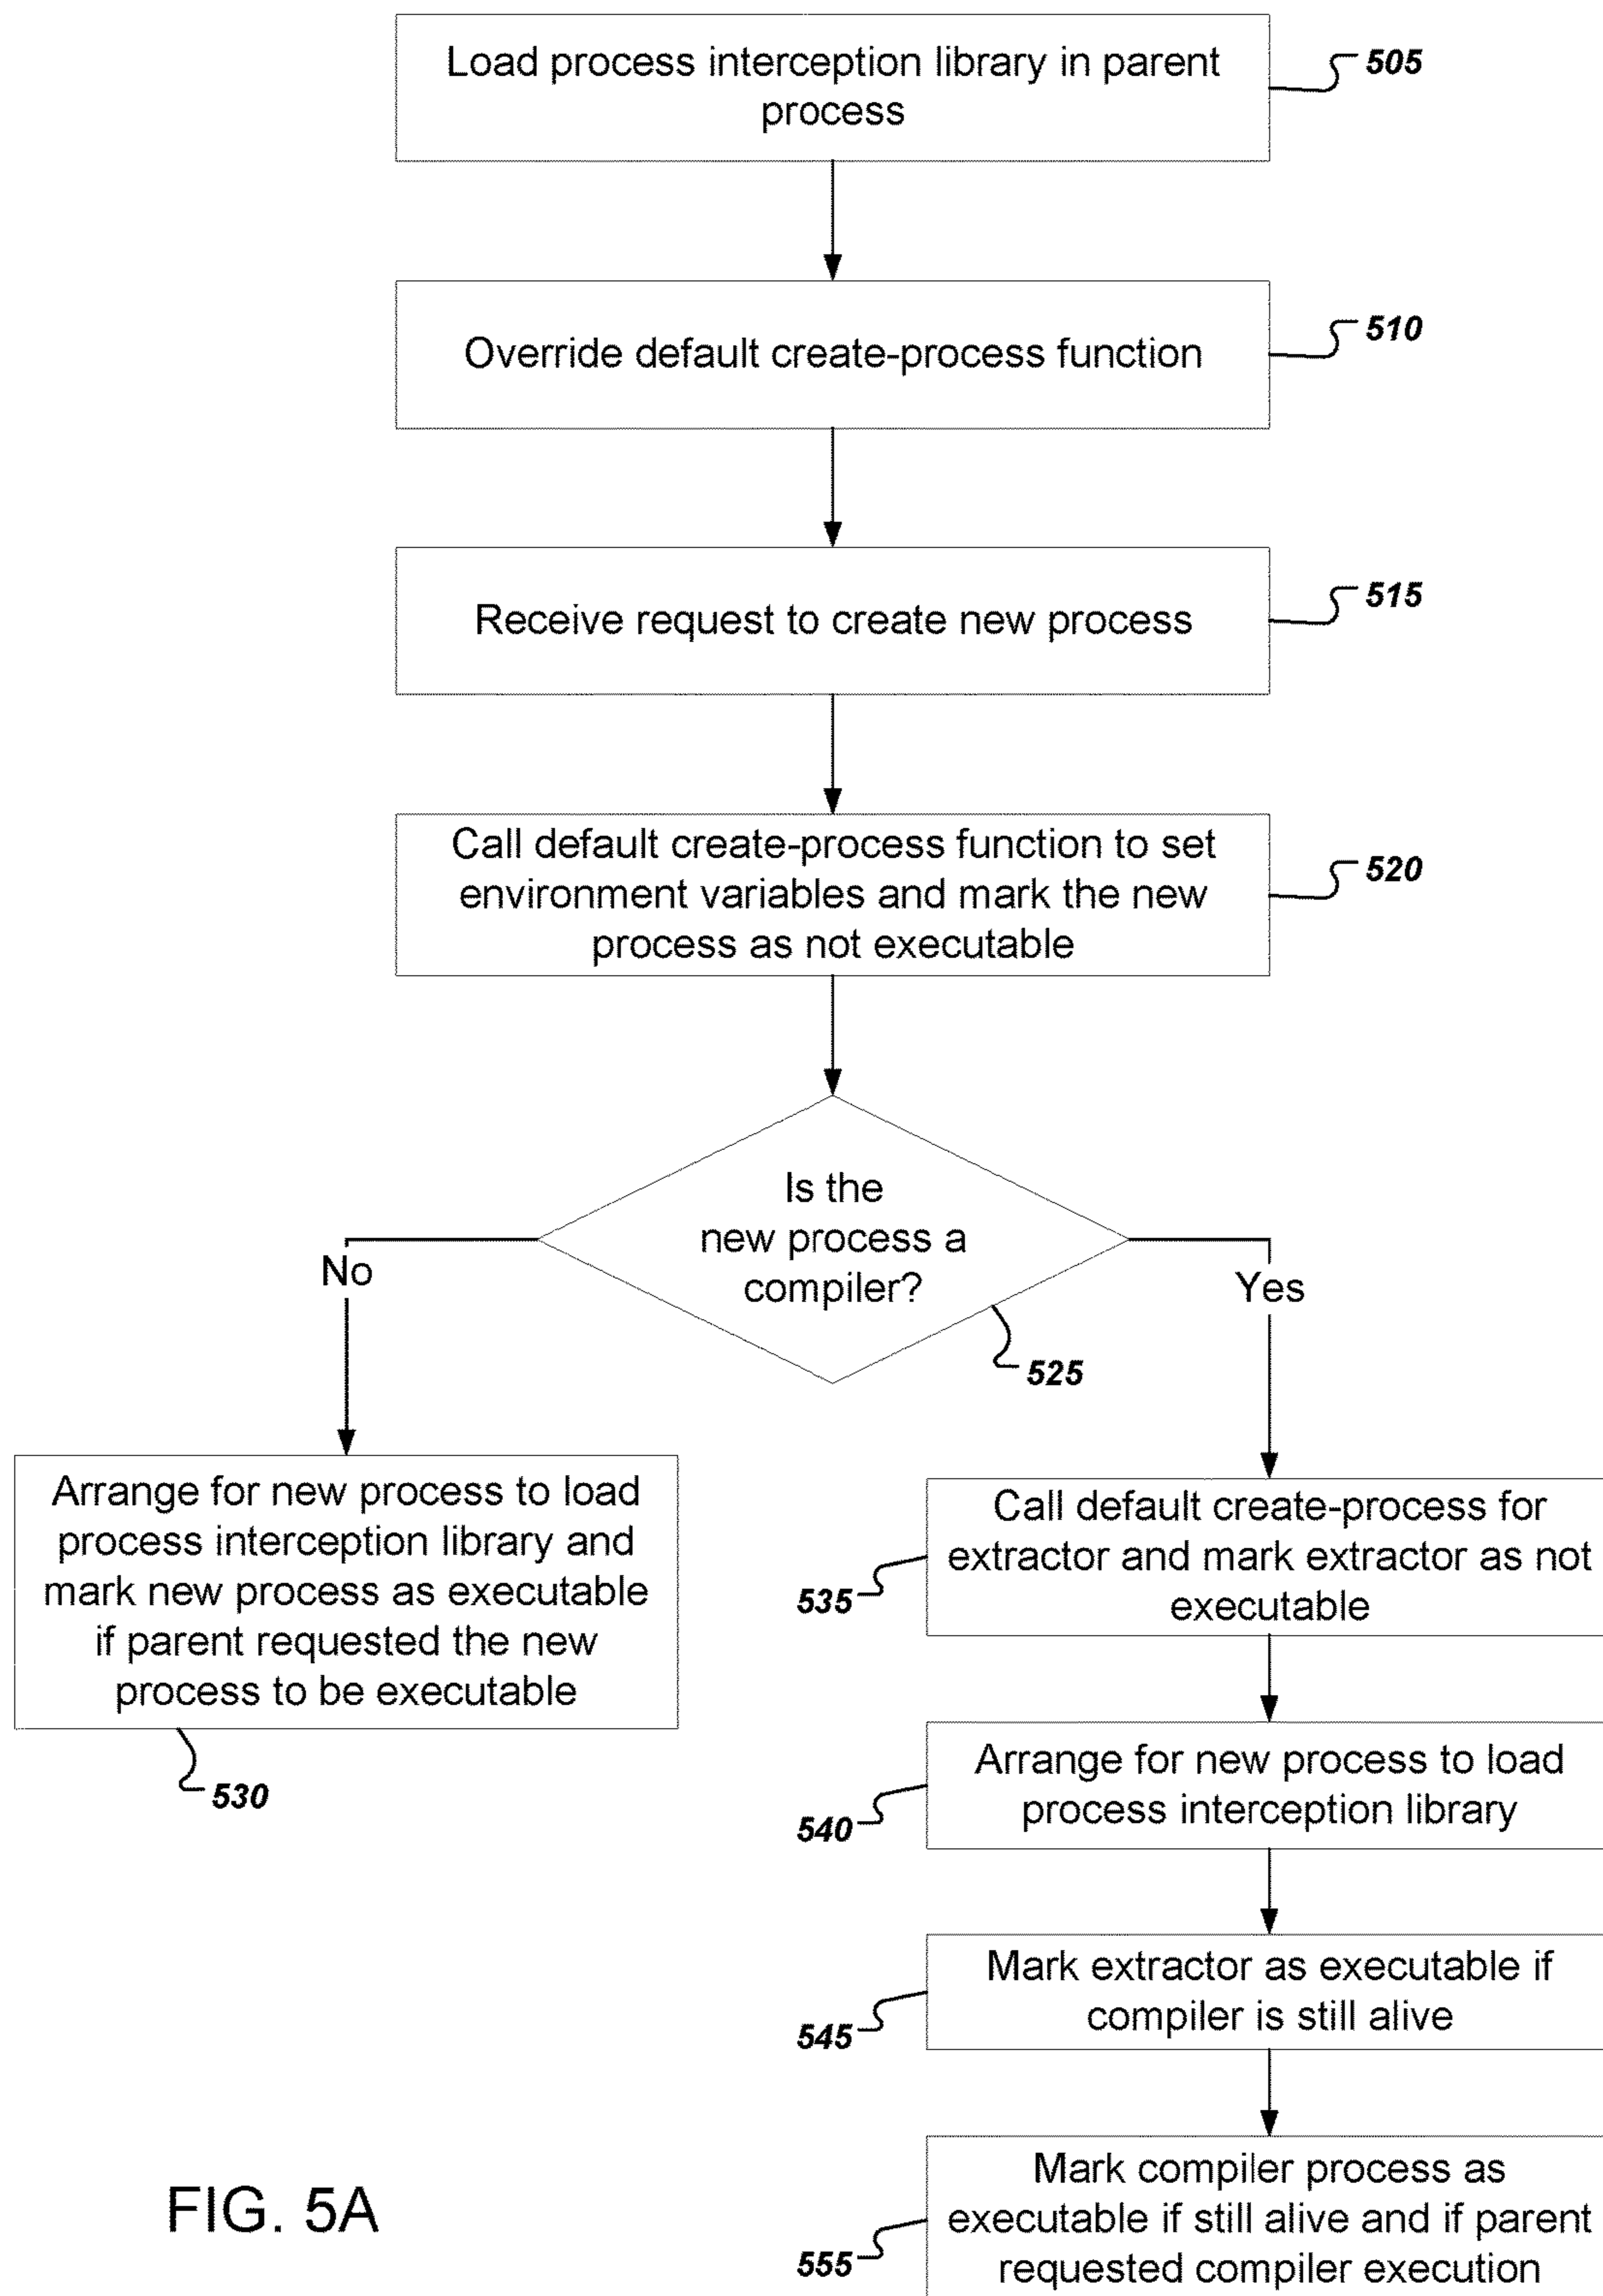 Load process interception library in parent
process
505
Override default create-process function
510
Receive request to create new process
515
Call default create-process function to set
environment variables and mark the new
process as not executable
520
Is the
new process a
compiler?
525
No
Yes
Arrange for new process to load
process interception library and
mark new process as executable
if parent requested the new
process to be executable
530
Call default create-process for
extractor and mark extractor as not
executable
535
Arrange for new process to load
process interception library
540
Mark extractor as executable if
compiler is still alive
545
Mark compiler process as
executable if still alive and if parent
requested compiler execution
555
FIG. 5A